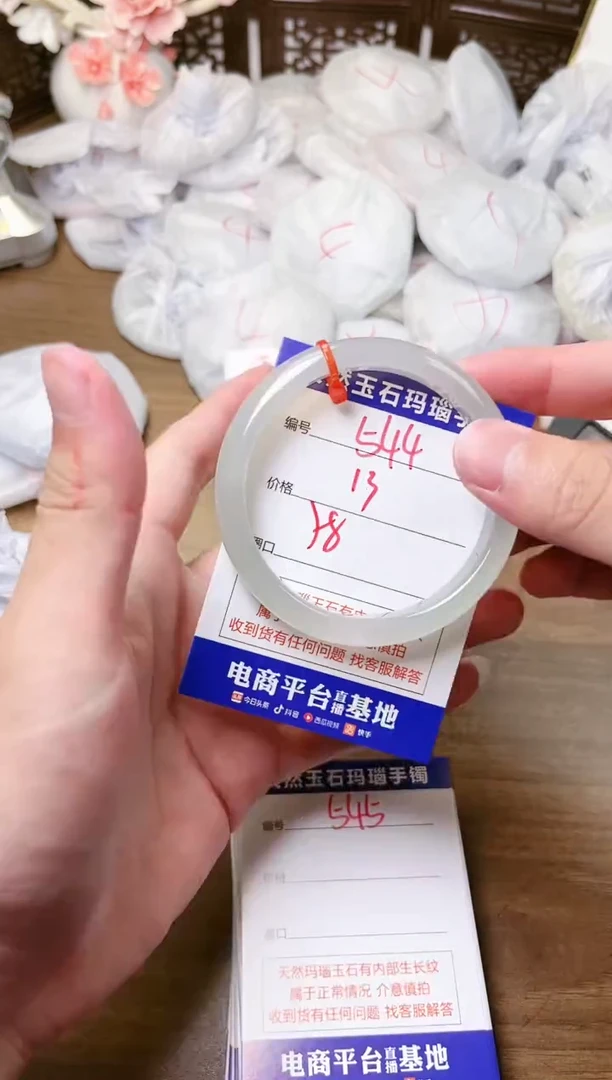 玉石玛瑙手
编号 544
价格 13
圈口 58
收到货有任何问题 找客服解答
电商平台直播基地
今日头条 抖音 西瓜视频 快手
天然玉石玛瑙手镯
编号 545
价格
圈口
天然玛瑙玉石有内部生长纹
属于正常情况 介意慎拍
收到货有任何问题 找客服解答
电商平台直播基地